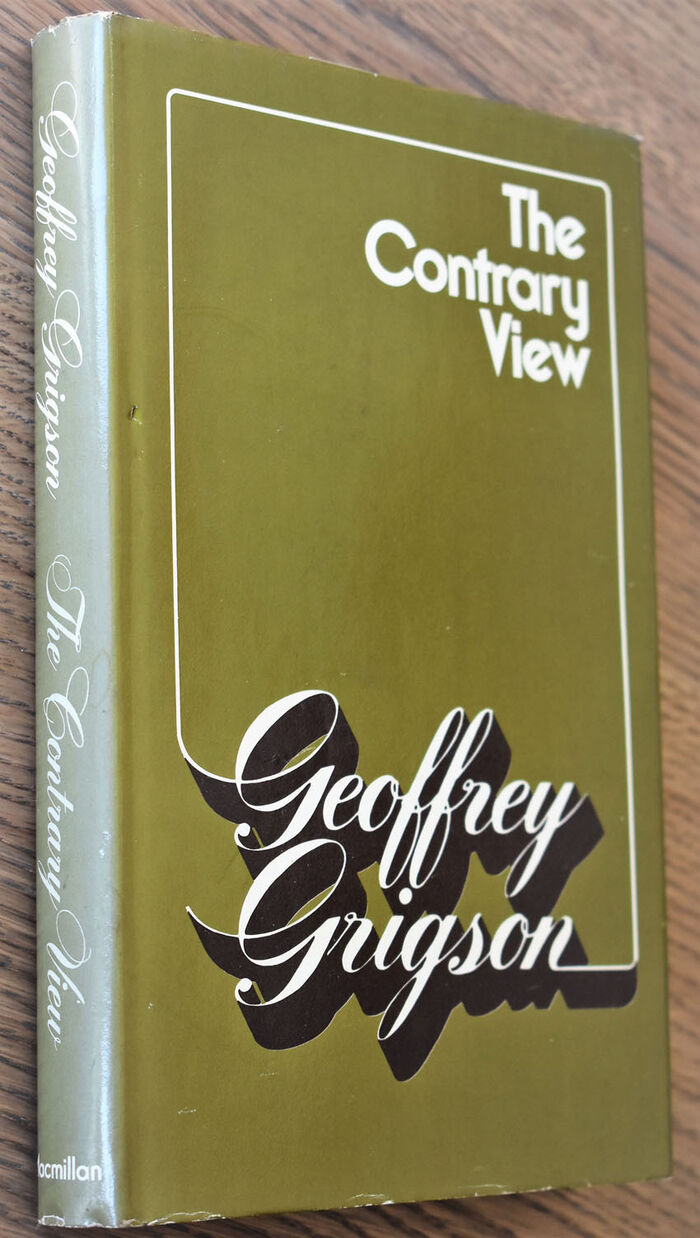 The
Contrary
View
Geoffrey
Grigson
Geoffrey Grigson The Contrary View
Macmillan